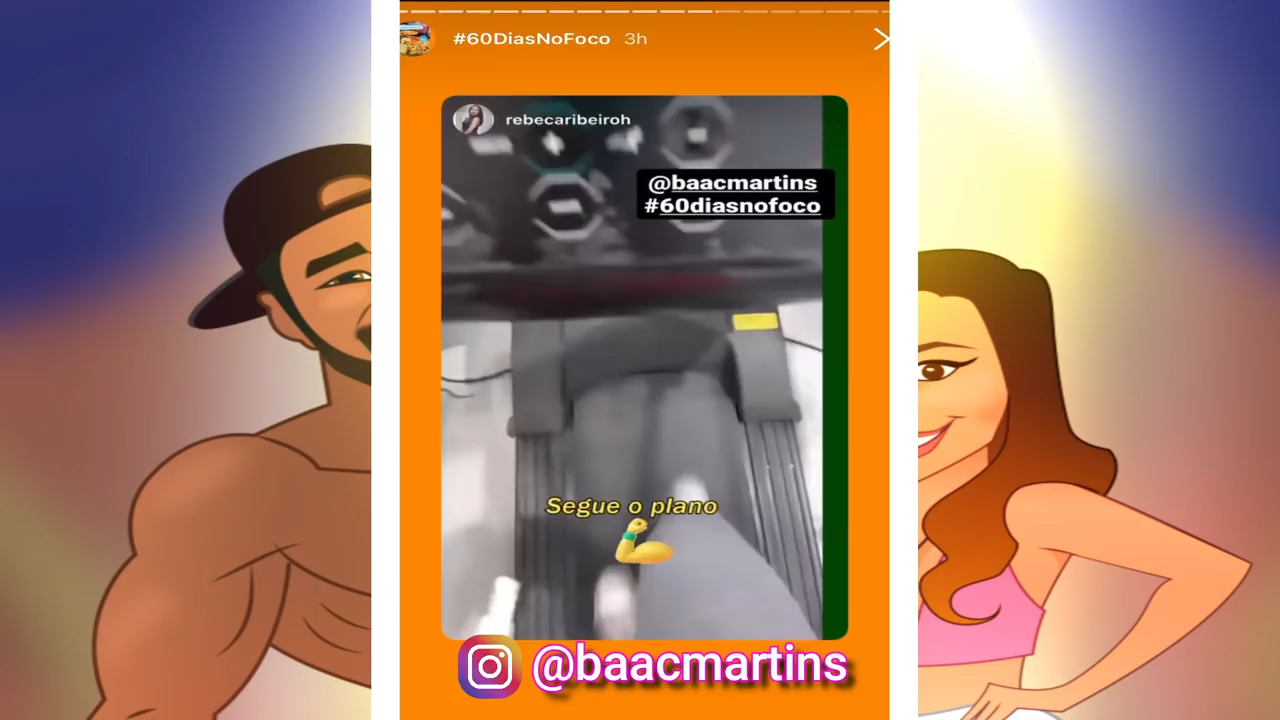 #60DiasNoFoco 3h
rebecaribeiroh
@baacmartins
#60diasnofoco
Segue o plano
@baacmartins